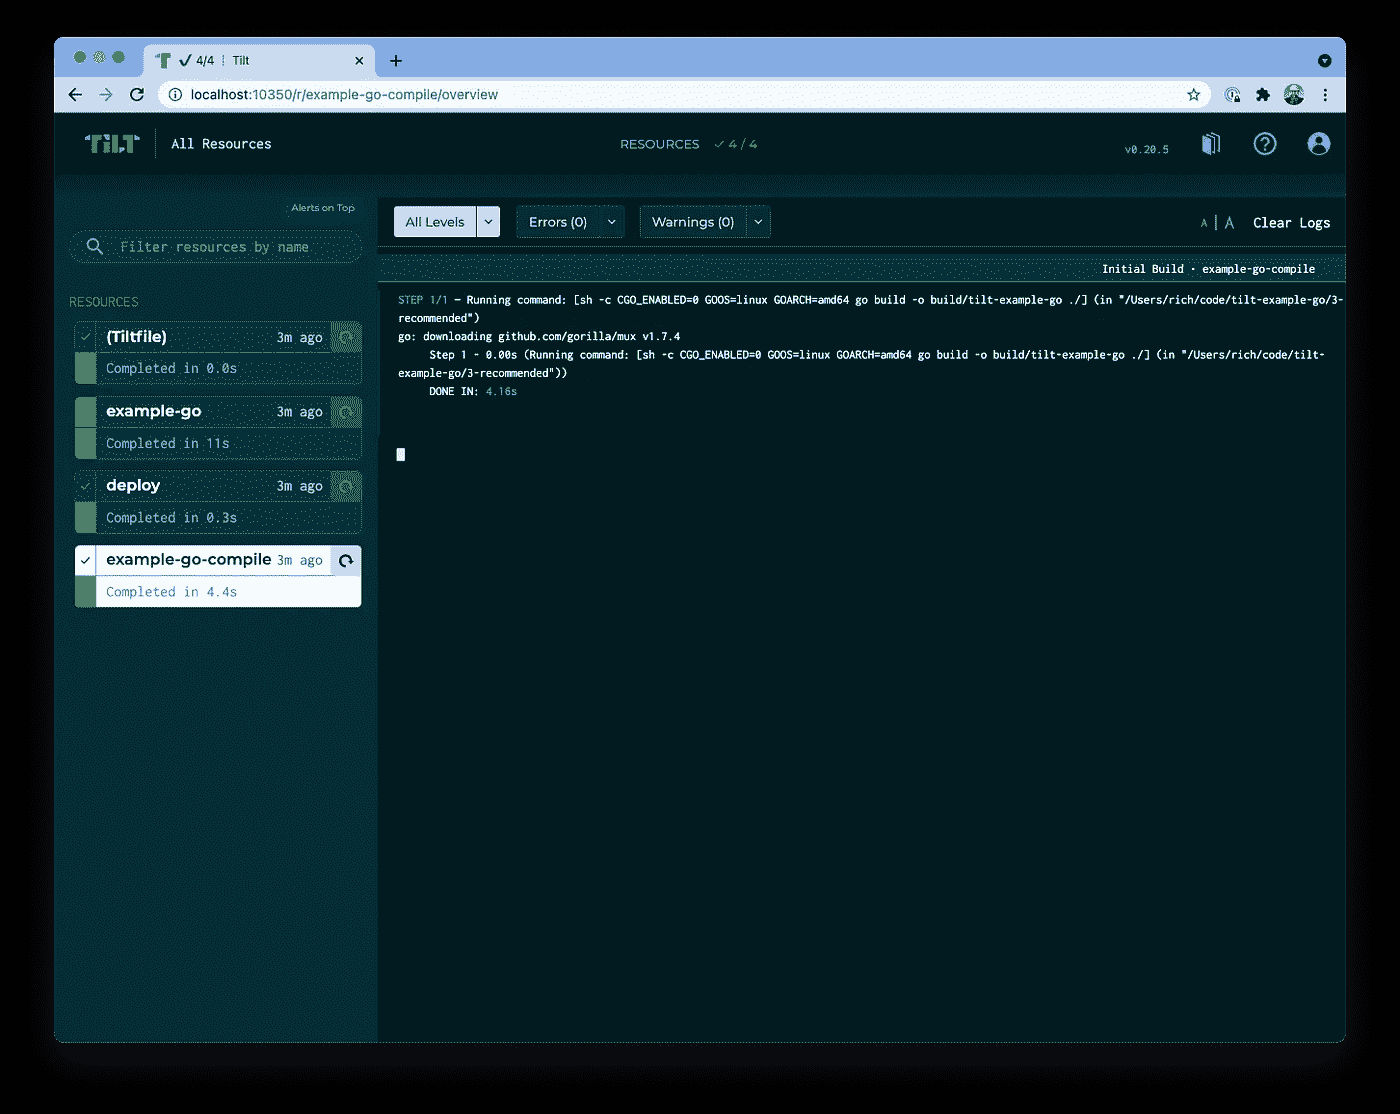 ✔ 4/4 ┊ Tilt
localhost:10350/r/example-go-compile/overview
TiLT
All Resources
RESOURCES ✓ 4 / 4
v0.20.5
Alerts on Top
Filter resources by name
RESOURCES
(Tiltfile) 3m ago
Completed in 0.0s
example-go 3m ago
Completed in 11s
deploy 3m ago
Completed in 0.3s
example-go-compile 3m ago
Completed in 4.4s
All Levels
Errors (0)
Warnings (0)
A | A
Clear Logs
Initial Build · example-go-compile
STEP 1/1 — Running command: [sh -c CGO_ENABLED=0 GOOS=linux GOARCH=amd64 go build -o build/tilt-example-go ./] (in "/Users/rich/code/tilt-example-go/3-
recommended")
go: downloading github.com/gorilla/mux v1.7.4
Step 1 - 0.00s (Running command: [sh -c CGO_ENABLED=0 GOOS=linux GOARCH=amd64 go build -o build/tilt-example-go ./] (in "/Users/rich/code/tilt-
example-go/3-recommended"))
DONE IN: 4.16s